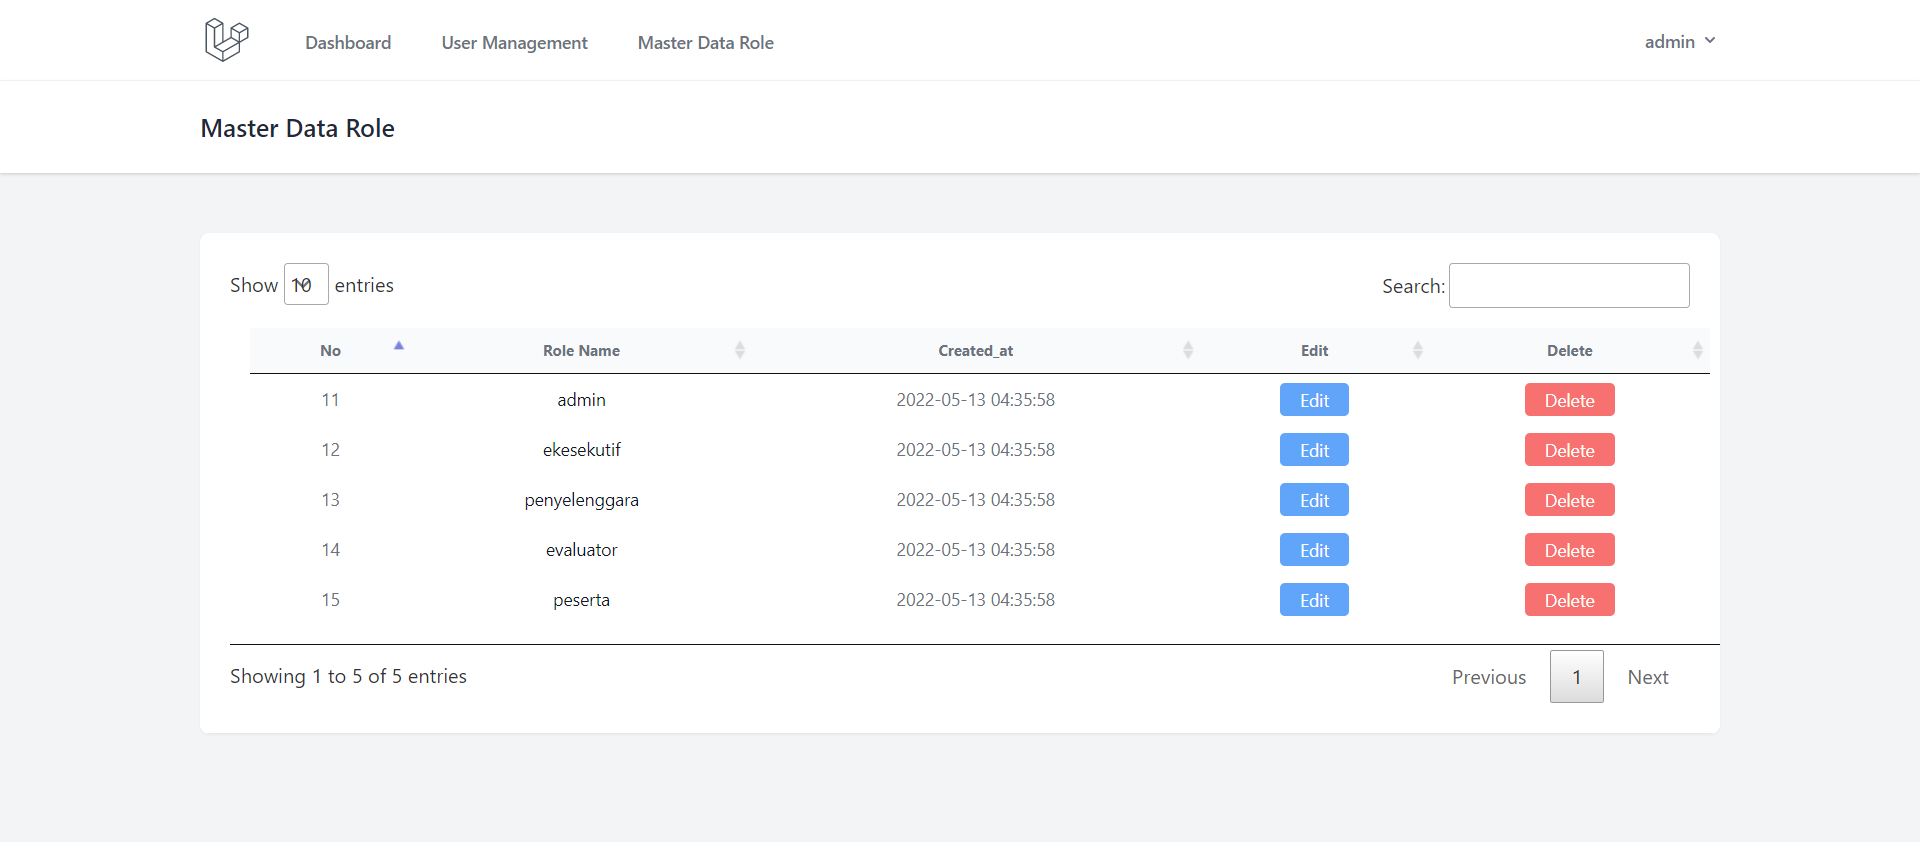 Dashboard User Management Master Data Role admin
Master Data Role
Show 10 entries Search:
No Role Name Created_at Edit Delete
11 admin 2022-05-13 04:35:58 Edit Delete
12 ekesekutif 2022-05-13 04:35:58 Edit Delete
13 penyelenggara 2022-05-13 04:35:58 Edit Delete
14 evaluator 2022-05-13 04:35:58 Edit Delete
15 peserta 2022-05-13 04:35:58 Edit Delete
Showing 1 to 5 of 5 entries Previous 1 Next